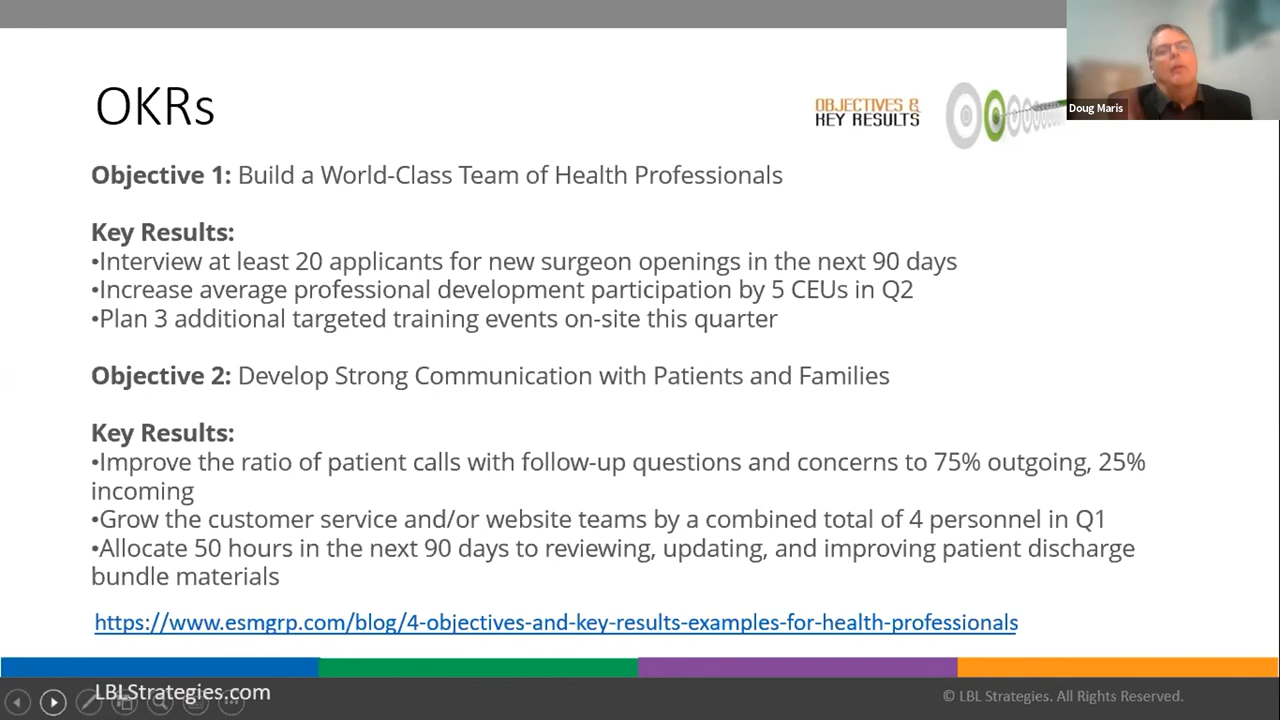 OKRs
OBJECTIVES &
KEY RESULTS
Doug Maris
Objective 1: Build a World-Class Team of Health Professionals
Key Results:
•Interview at least 20 applicants for new surgeon openings in the next 90 days
•Increase average professional development participation by 5 CEUs in Q2
•Plan 3 additional targeted training events on-site this quarter
Objective 2: Develop Strong Communication with Patients and Families
Key Results:
•Improve the ratio of patient calls with follow-up questions and concerns to 75% outgoing, 25%
incoming
•Grow the customer service and/or website teams by a combined total of 4 personnel in Q1
•Allocate 50 hours in the next 90 days to reviewing, updating, and improving patient discharge
bundle materials
https://www.esmgrp.com/blog/4-objectives-and-key-results-examples-for-health-professionals
LBLStrategies.com
© LBL Strategies. All Rights Reserved.